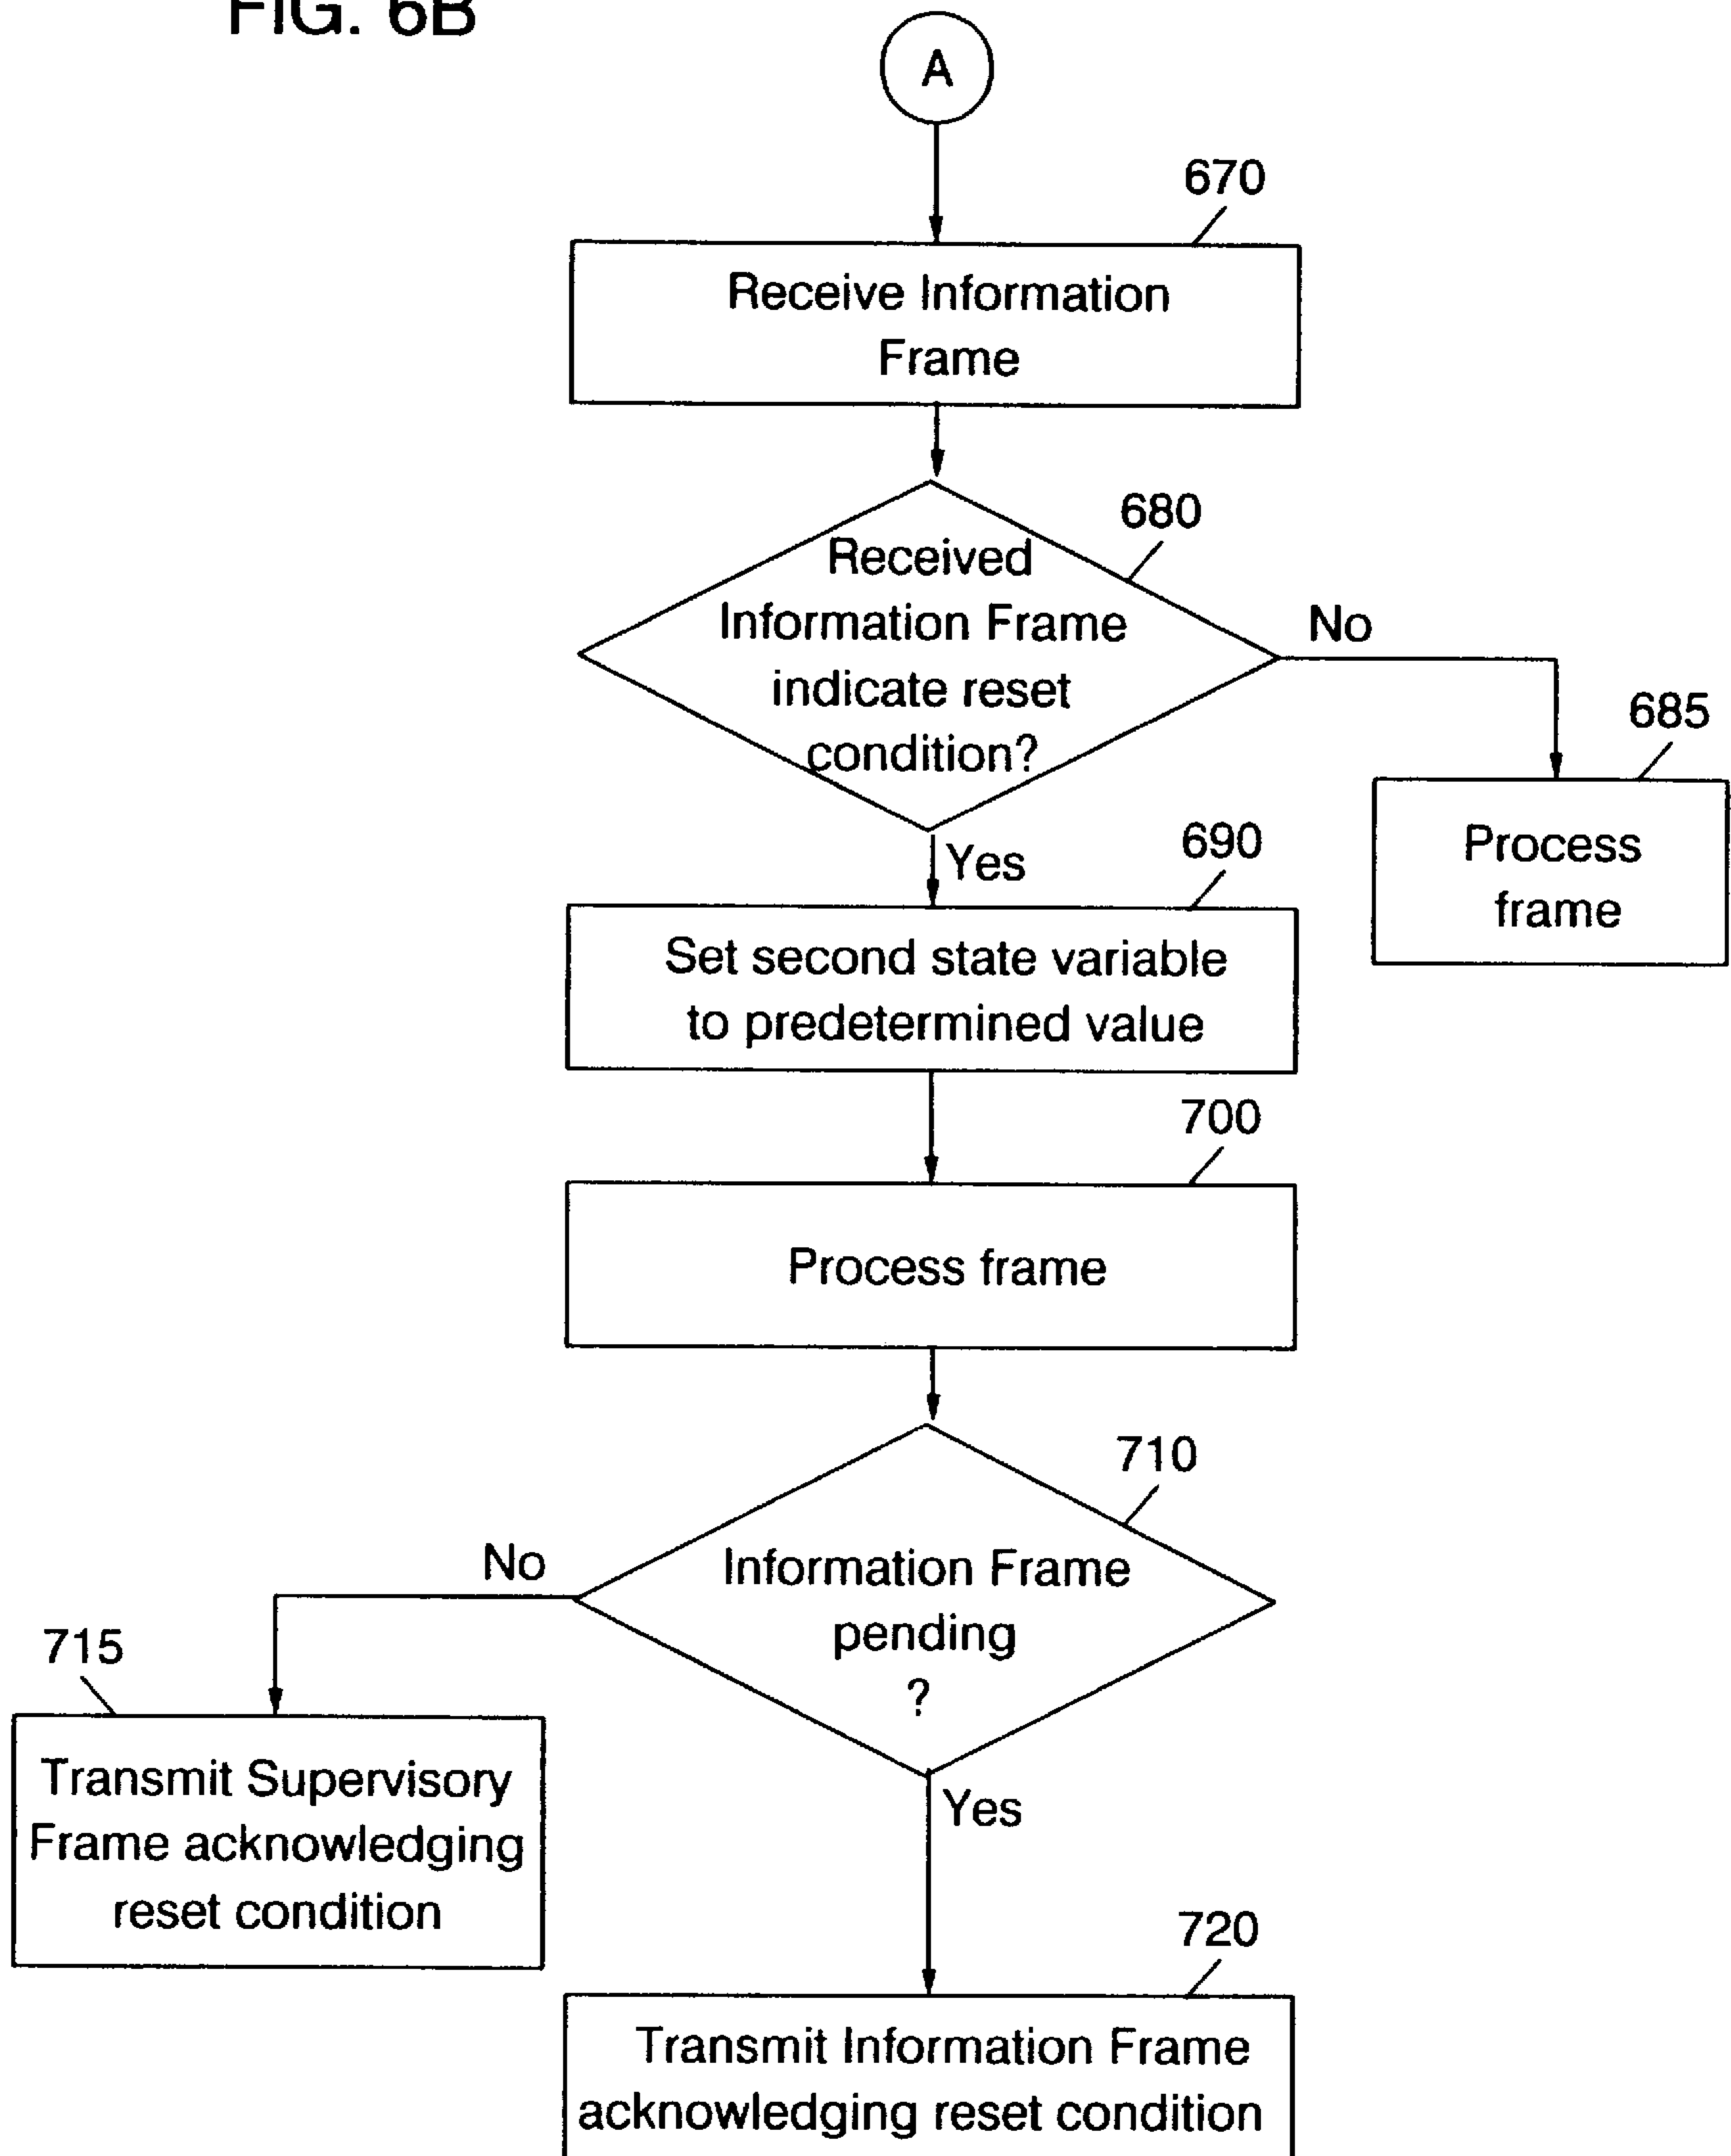 FIG. 6B
A
670
Receive Information
Frame
680
Received
Information Frame
indicate reset
condition?
No
685
Process
frame
Yes
690
Set second state variable
to predetermined value
700
Process frame
710
Information Frame
pending
?
No
715
Transmit Supervisory
Frame acknowledging
reset condition
Yes
720
Transmit Information Frame
acknowledging reset condition